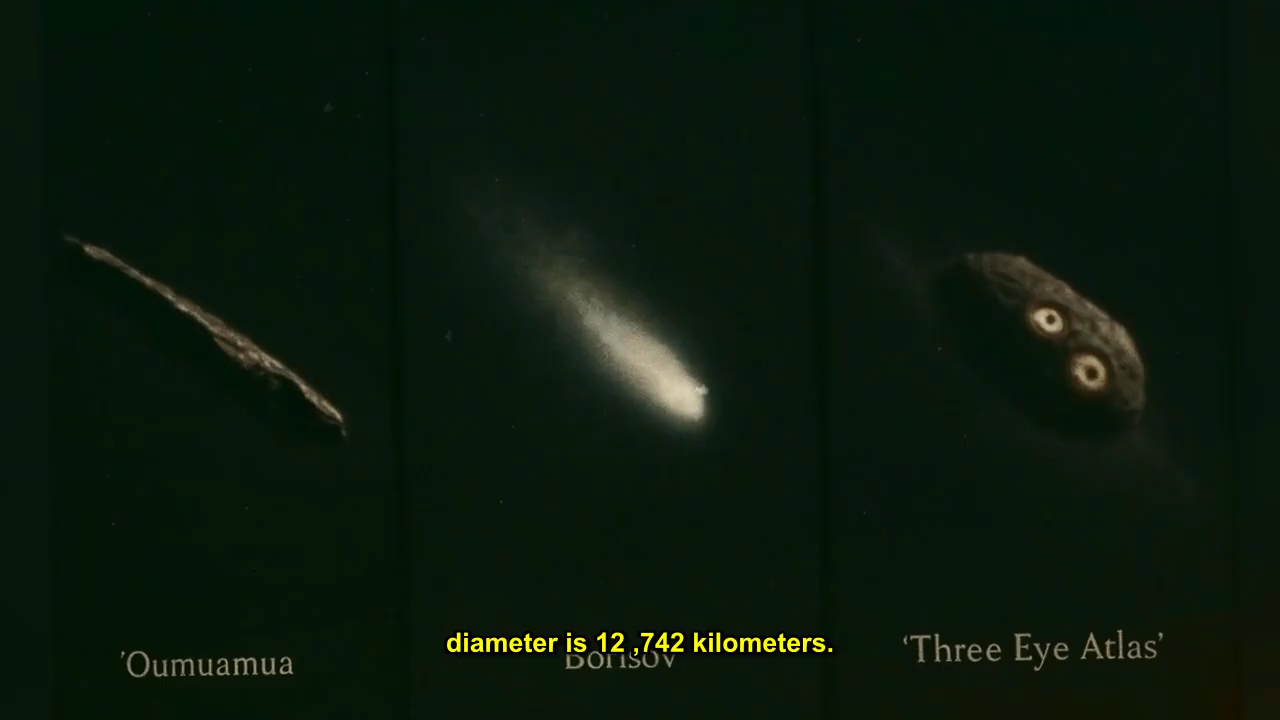 diameter is 12 ,742 kilometers.
'Oumuamua
Borisov
‘Three Eye Atlas’